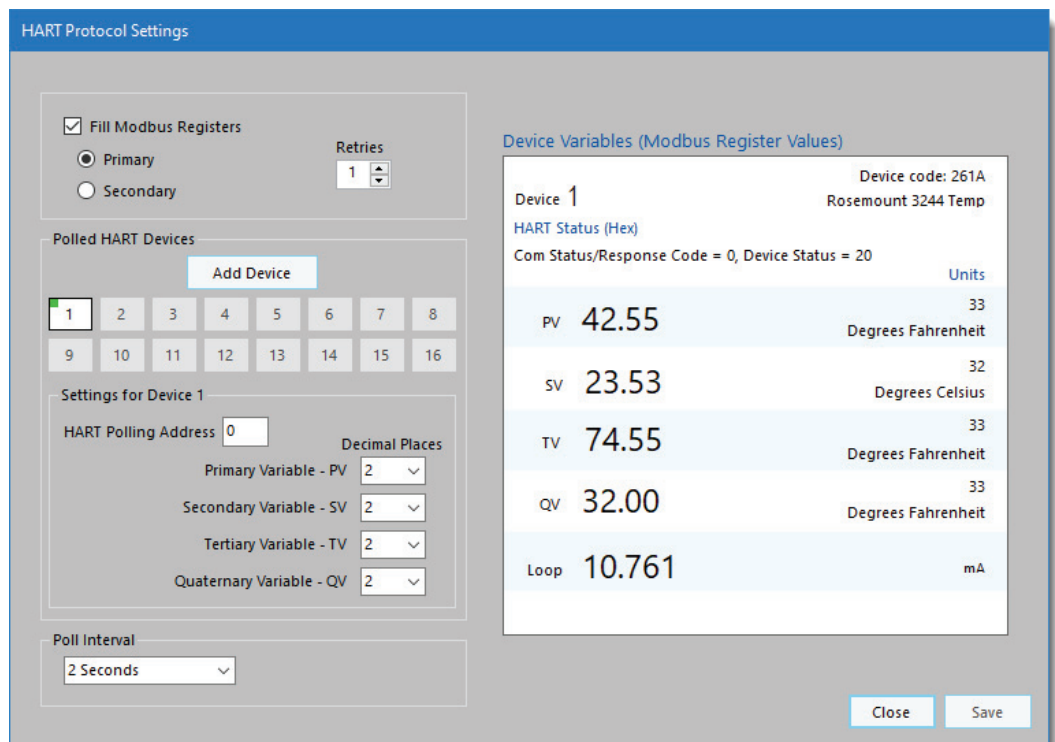 HART Protocol Settings
Fill Modbus Registers
Primary
Secondary
Retries
1
Polled HART Devices
Add Device
1 2 3 4 5 6 7 8
9 10 11 12 13 14 15 16
Settings for Device 1
HART Polling Address 0
Decimal Places
Primary Variable - PV 2
Secondary Variable - SV 2
Tertiary Variable - TV 2
Quaternary Variable - QV 2
Poll Interval
2 Seconds
Device Variables (Modbus Register Values)
Device code: 261A
Device 1 Rosemount 3244 Temp
HART Status (Hex)
Com Status/Response Code = 0, Device Status = 20
Units
PV 42.55 33
Degrees Fahrenheit
SV 23.53 32
Degrees Celsius
TV 74.55 33
Degrees Fahrenheit
QV 32.00 33
Degrees Fahrenheit
Loop 10.761 mA
Close Save